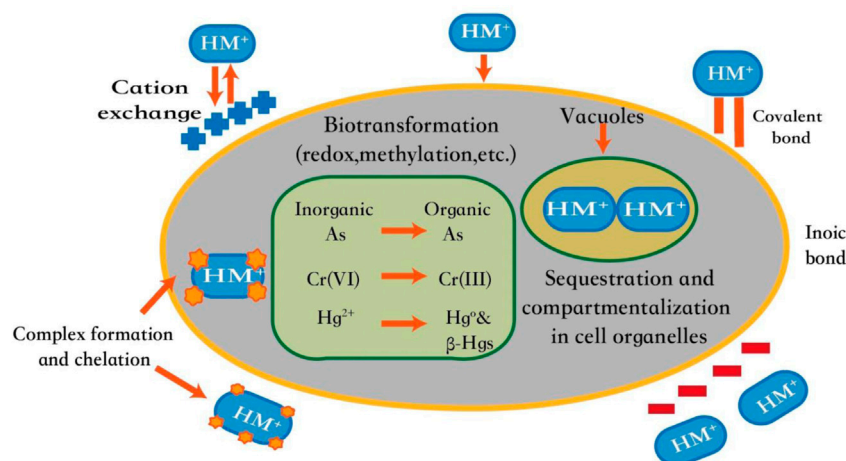 HM⁺
HM⁺
HM⁺
Cation
exchange
Covalent
bond
Biotransformation
(redox,methylation,etc.)
Vacuoles
HM⁺
HM⁺
Inorganic
As
Organic
As
Cr(VI)
Cr(III)
Hg²⁺
Hg⁰&
β-Hgs
Inoic
bond
Sequestration and
compartmentalization
in cell organelles
HM⁺
Complex formation
and chelation
HM⁺
HM⁺
HM⁺